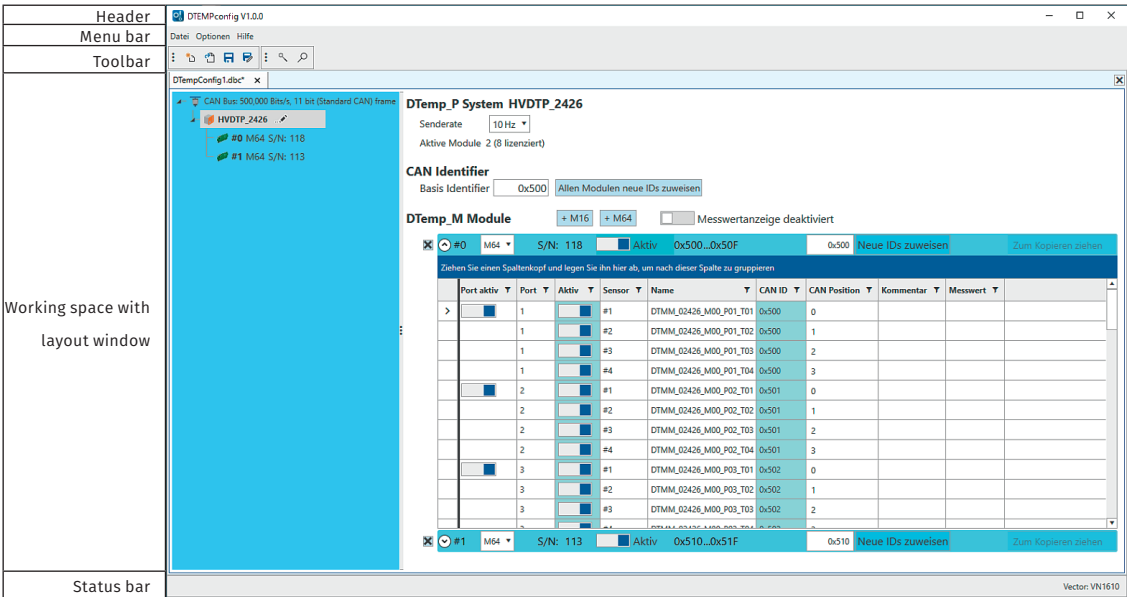 Header
DTEMPconfig V1.0.0
Menu bar
Datei Optionen Hilfe
Toolbar
DTempConfig1.dbc* x
CAN Bus: 500,000 Bits/s, 11 bit (Standard CAN) frame
HVDTP_2426
#0 M64 S/N: 118
#1 M64 S/N: 113
DTemp_P System HVDTP_2426
Senderate 10 Hz
Aktive Module 2 (8 lizenziert)
CAN Identifier
Basis Identifier 0x500 Allen Modulen neue IDs zuweisen
DTemp_M Module + M16 + M64 Messwertanzeige deaktiviert
#0 M64 S/N: 118 Aktiv 0x500...0x50F 0x500 Neue IDs zuweisen Zum Kopieren ziehen
Ziehen Sie einen Spaltenkopf und legen Sie ihn hier ab, um nach dieser Spalte zu gruppieren
Port aktiv Port Aktiv Sensor Name CAN ID CAN Position Kommentar Messwert
1 #1 DTMM_02426_M00_P01_T01 0x500 0
1 #2 DTMM_02426_M00_P01_T02 0x500 1
1 #3 DTMM_02426_M00_P01_T03 0x500 2
1 #4 DTMM_02426_M00_P01_T04 0x500 3
2 #1 DTMM_02426_M00_P02_T01 0x501 0
2 #2 DTMM_02426_M00_P02_T02 0x501 1
2 #3 DTMM_02426_M00_P02_T03 0x501 2
2 #4 DTMM_02426_M00_P02_T04 0x501 3
3 #1 DTMM_02426_M00_P03_T01 0x502 0
3 #2 DTMM_02426_M00_P03_T02 0x502 1
3 #3 DTMM_02426_M00_P03_T03 0x502 2
#1 M64 S/N: 113 Aktiv 0x510...0x51F 0x510 Neue IDs zuweisen Zum Kopieren ziehen
Working space with
layout window
Status bar
Vector: VN1610